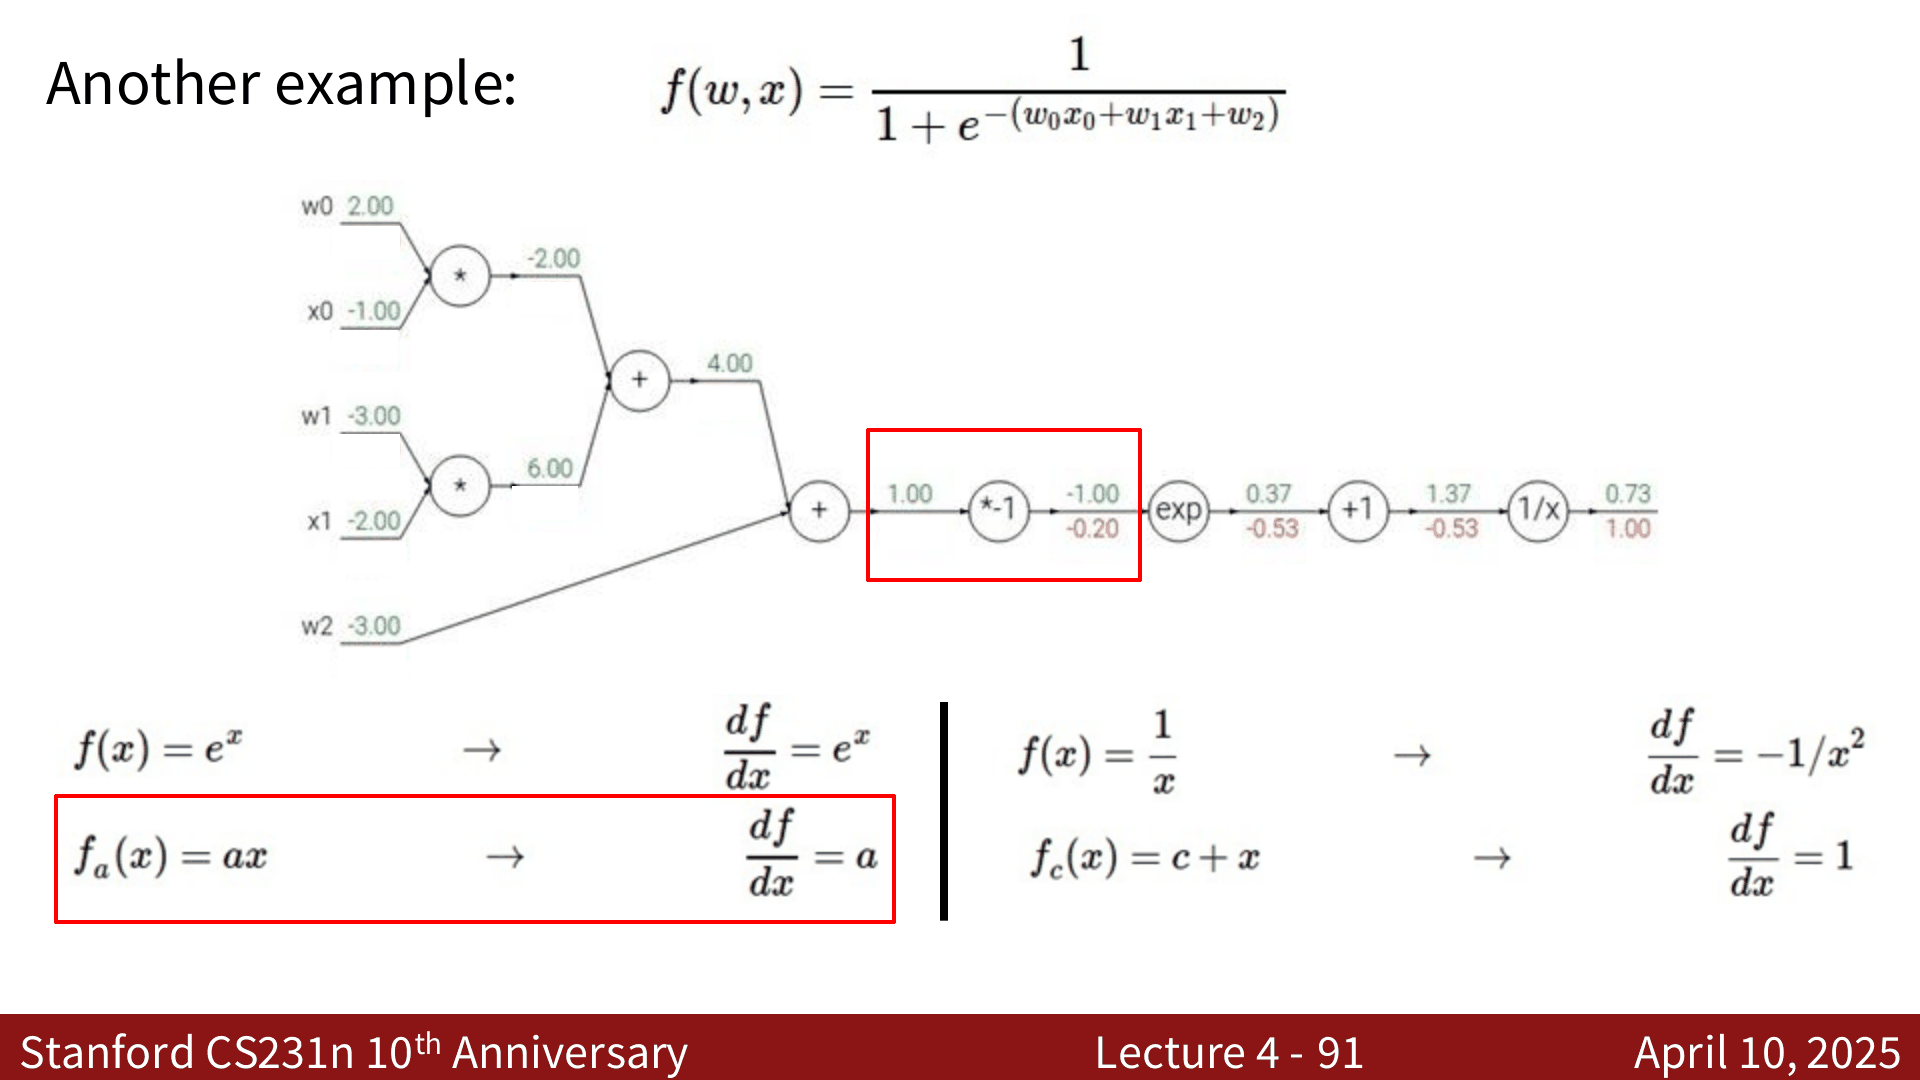 Another example:
f(w, x) = 1 / (1 + e^{-(w_0x_0+w_1x_1+w_2)})
w0 2.00
-2.00
*
x0 -1.00
4.00
+
w1 -3.00
6.00
*
x1 -2.00
+ 1.00 *-1 -1.00 exp 0.37 +1 1.37 1/x 0.73
-0.20 -0.53 -0.53 1.00
w2 -3.00
f(x) = e^x → df/dx = e^x
f_a(x) = ax → df/dx = a
f(x) = 1/x → df/dx = -1/x^2
f_c(x) = c + x → df/dx = 1
Stanford CS231n 10th Anniversary Lecture 4 - 91 April 10, 2025